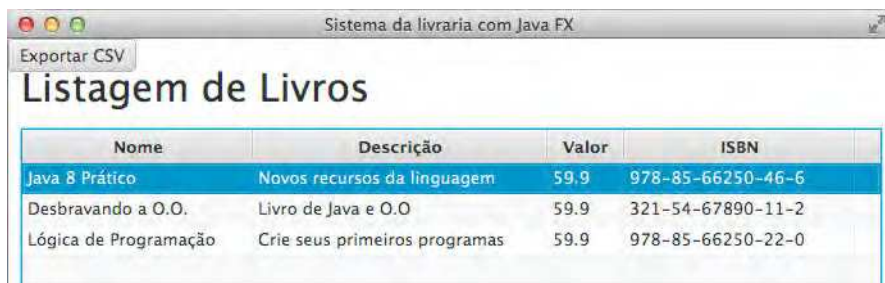 Sistema da livraria com Java FX
Exportar CSV
Listagem de Livros
Nome Descrição Valor ISBN
Java 8 Prático Novos recursos da linguagem 59.9 978-85-66250-46-6
Desbravando a O.O. Livro de Java e O.O 59.9 321-54-67890-11-2
Lógica de Programação Crie seus primeiros programas 59.9 978-85-66250-22-0